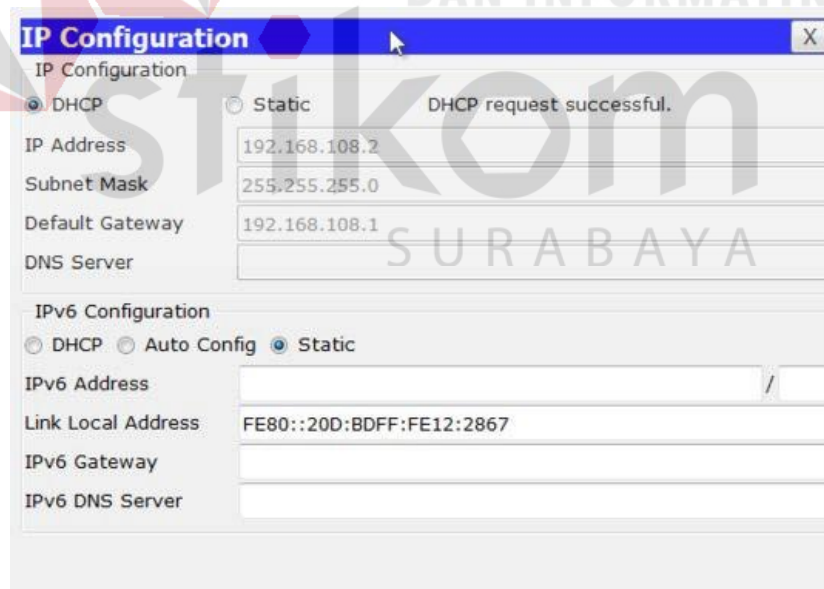 DAN INFORMATIKA
IP Configuration X
IP Configuration
DHCP Static DHCP request successful.
IP Address 192.168.108.2
Subnet Mask 255.255.255.0
Default Gateway 192.168.108.1
DNS Server
stikom
SURABAYA
IPv6 Configuration
DHCP Auto Config Static
IPv6 Address /
Link Local Address FE80::20D:BDFF:FE12:2867
IPv6 Gateway
IPv6 DNS Server